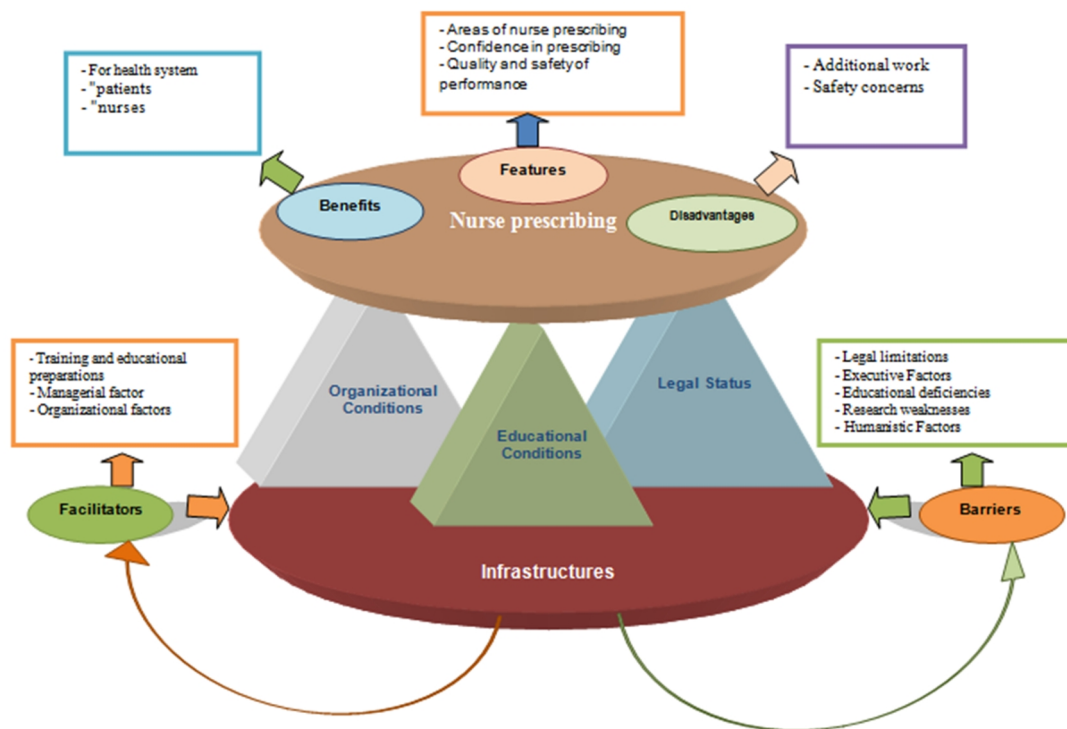 - Areas of nurse prescribing
- Confidence in prescribing
- Quality and safety of
performance
- For health system
- "patients
- "nurses
- Additional work
- Safety concerns
Features
Benefits
Disadvantages
Nurse prescribing
- Training and educational
preparations
- Managerial factor
- Organizational factors
- Legal limitations
- Executive Factors
- Educational deficiencies
- Research weaknesses
- Humanistic Factors
Organizational
Conditions
Legal Status
Educational
Conditions
Facilitators
Barriers
Infrastructures